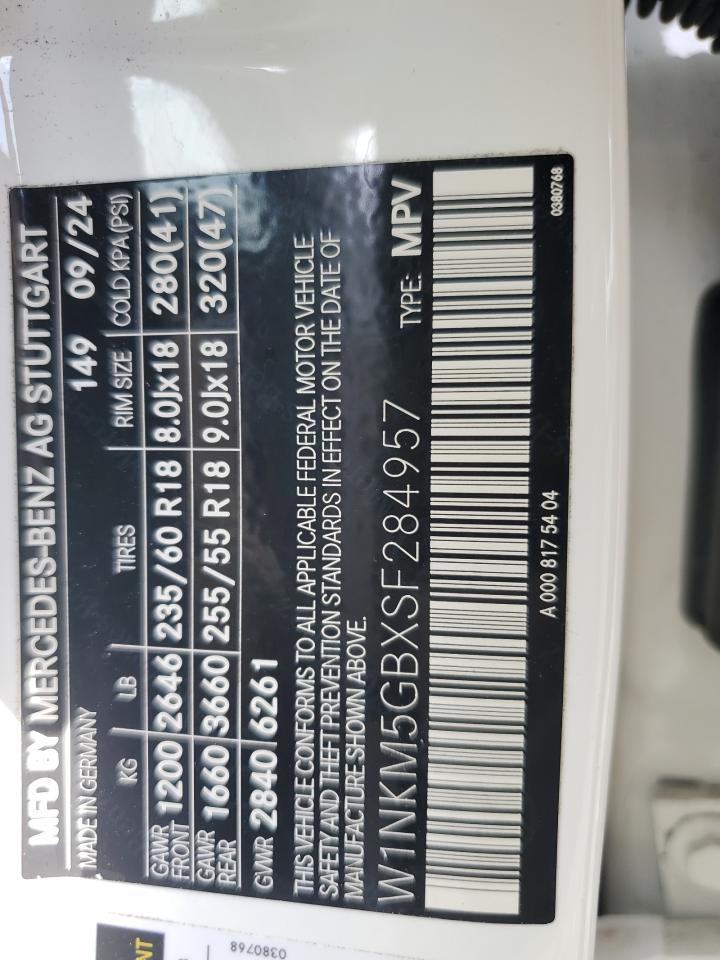 MFD BY MERCEDES-BENZ AG STUTTGART
MADE IN GERMANY 149 09/24
KG LB TIRES RIM SIZE COLD KPA(PSI)
GAWR FRONT 1200 2646 235/60 R18 8.0Jx18 280(41)
GAWR REAR 1660 3660 255/55 R18 9.0Jx18 320(47)
GWR 2840 6261
THIS VEHICLE CONFORMS TO ALL APPLICABLE FEDERAL MOTOR VEHICLE
SAFETY AND THEFT PREVENTION STANDARDS IN EFFECT ON THE DATE OF
MANUFACTURE SHOWN ABOVE.
W1NKM5GBXSF284957 TYPE: MPV
A 000 817 54 04 0380768
0380768
NT